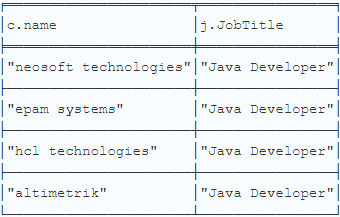 c.name j.JobTitle
"neosoft technologies" "Java Developer"
"epam systems" "Java Developer"
"hcl technologies" "Java Developer"
"altimetrik" "Java Developer"